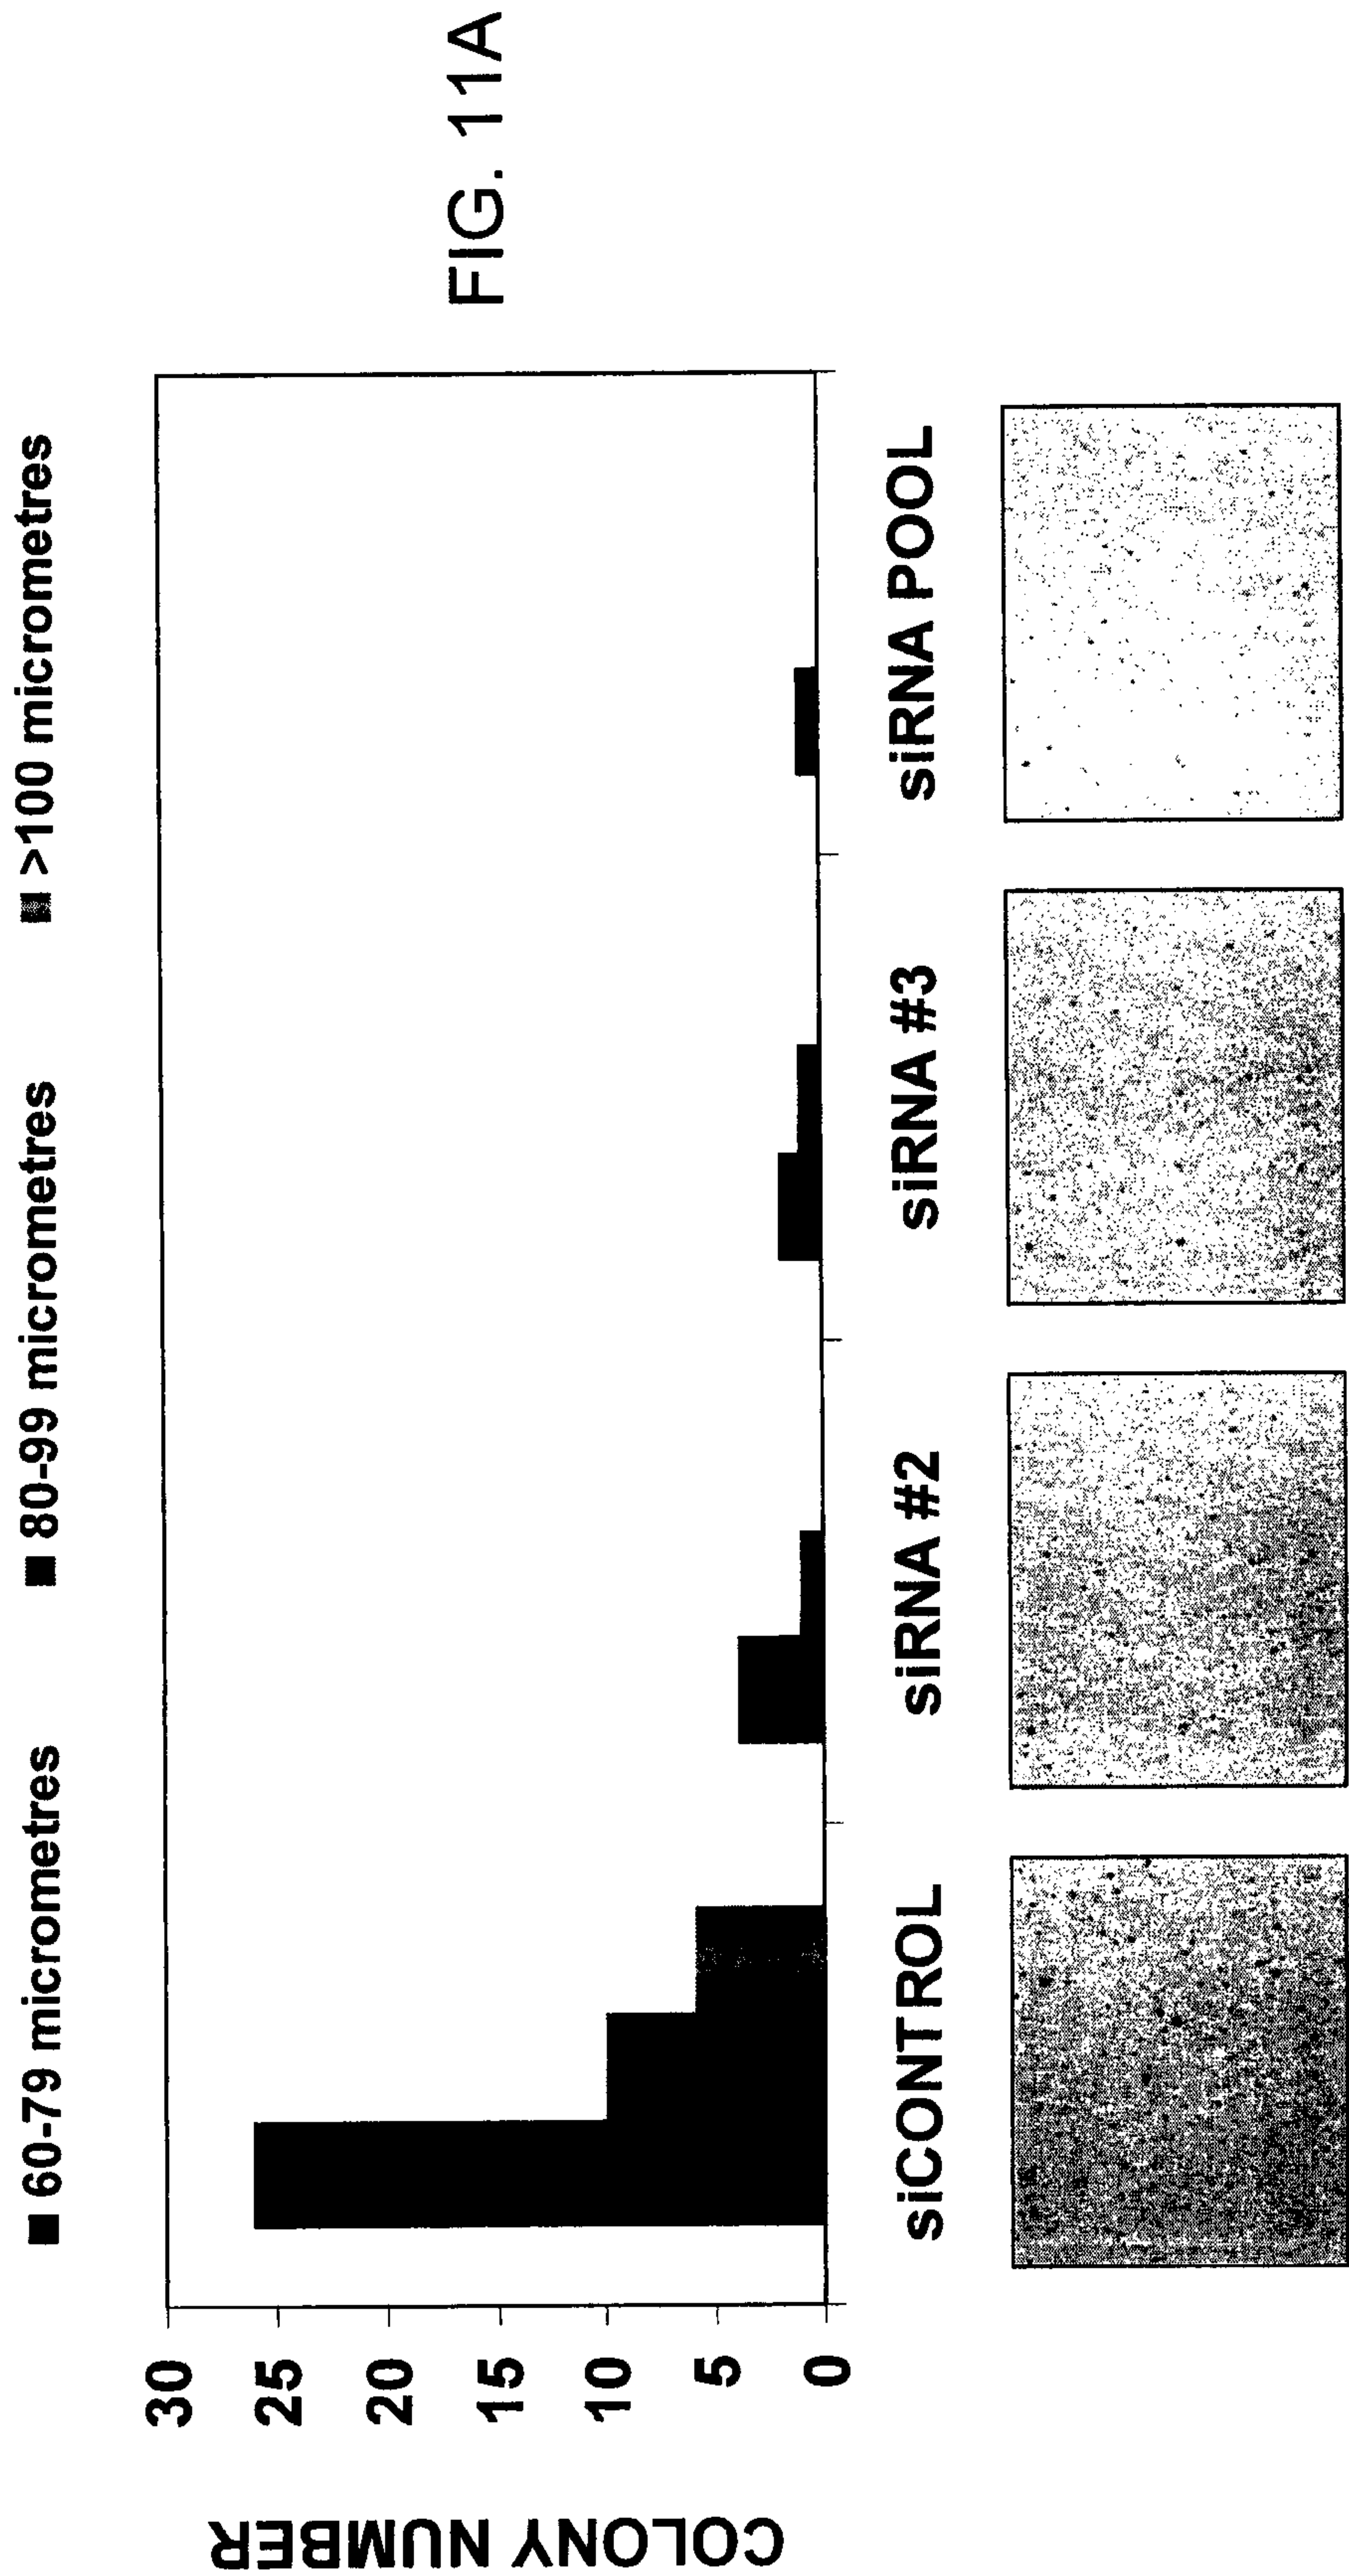 60-79 micrometres
80-99 micrometres
>100 micrometres
COLONY NUMBER
30
25
20
15
10
5
0
siCONTROL
siRNA #2
siRNA #3
siRNA POOL
FIG. 11A